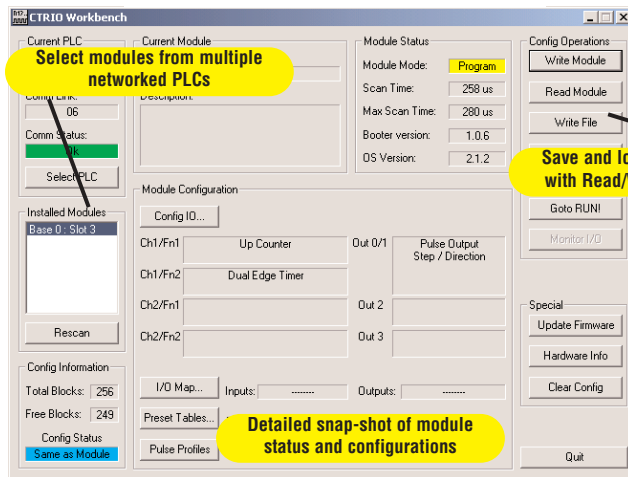 CTRIO Workbench
Current PLC
Current Module
Module Status
Config Operations
Select modules from multiple
networked PLCs
Module Mode:
Program
Write Module
Scan Time:
258 us
Read Module
Comm Link:
06
Description:
Max Scan Time:
280 us
Write File
Comm Status:
Ok
Booter version:
1.0.6
OS Version:
2.1.2
Save and
with Read/
Select PLC
Module Configuration
Config IO...
Goto RUN!
Installed Modules
Base 0 : Slot 3
Ch1/Fn1
Up Counter
Out 0/1
Pulse Output
Step / Direction
Monitor I/O
Ch1/Fn2
Dual Edge Timer
Ch2/Fn1
Out 2
Special
Update Firmware
Ch2/Fn2
Out 3
Rescan
Hardware Info
Config Information
Total Blocks:
256
I/O Map...
Inputs:
--------
Outputs:
--------
Clear Config
Free Blocks:
249
Preset Tables...
Detailed snap-shot of module
status and configurations
Config Status
Same as Module
Pulse Profiles
Quit